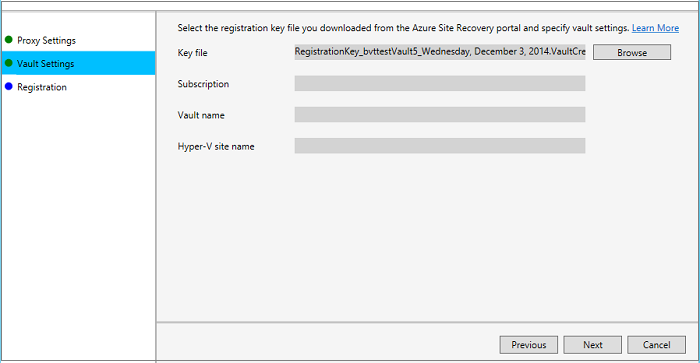 Select the registration key file you downloaded from the Azure Site Recovery portal and specify vault settings. Learn More
Proxy Settings
Vault Settings
Registration
Key file
RegistrationKey_bvttestVault5_Wednesday, December 3, 2014.VaultCre
Browse
Subscription
Vault name
Hyper-V site name
Previous
Next
Cancel